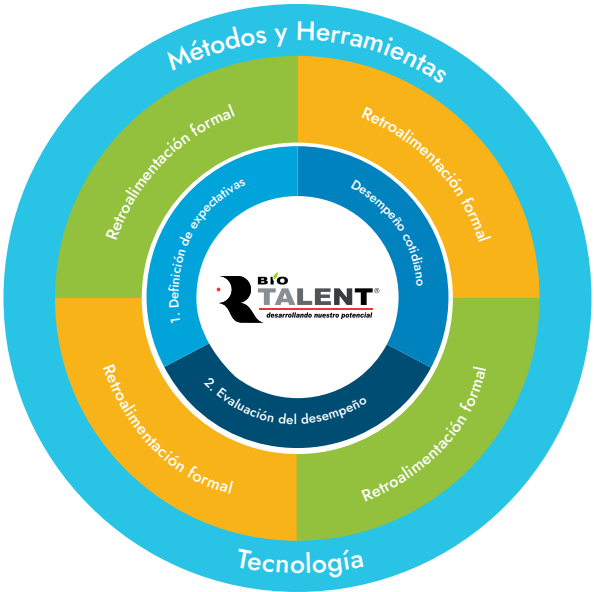 Métodos y Herramientas
Retroalimentación formal
Retroalimentación formal
1. Definición de expectativas
Desempeño cotidiano
BIO
TALENT®
desarrollando nuestro potencial
2. Evaluación del desempeño
Retroalimentación formal
Retroalimentación formal
Tecnología